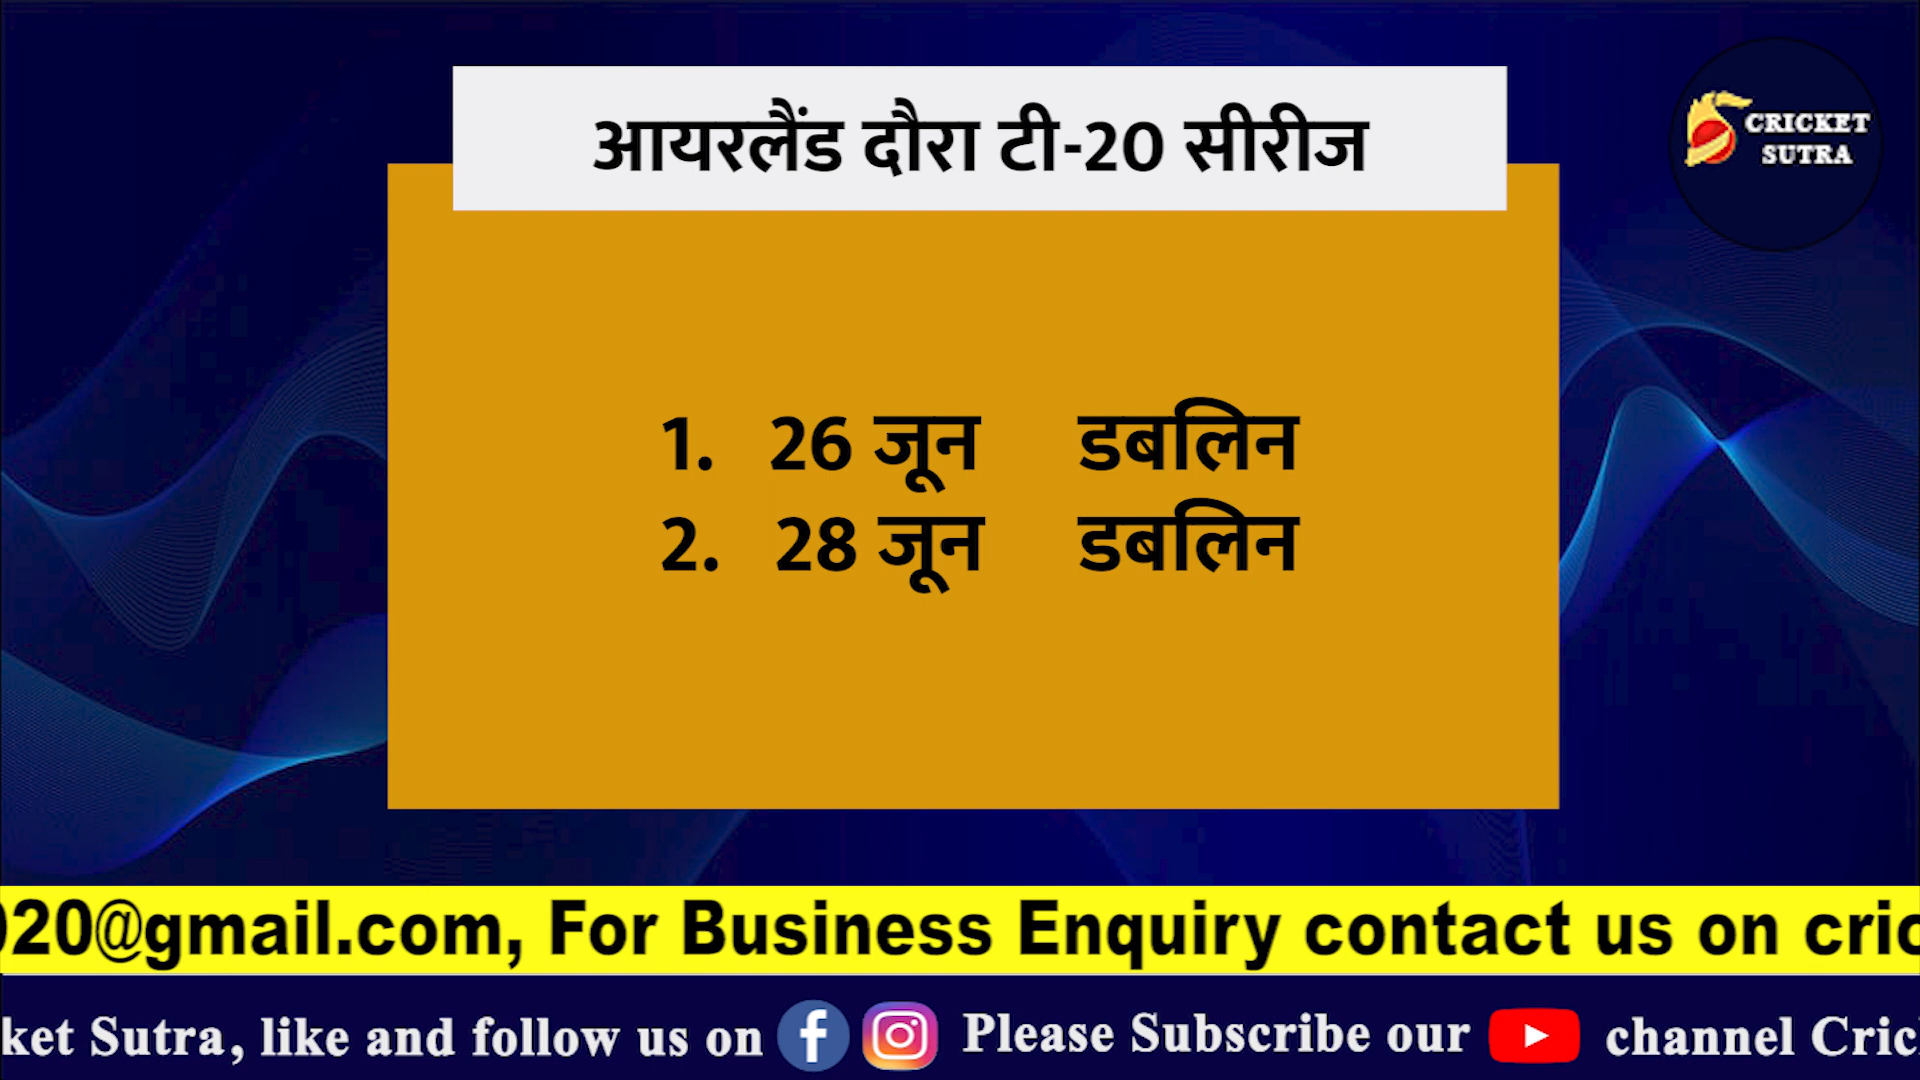 आयरलैंड दौरा टी-20 सीरीज
CRICKET
SUTRA
1. 26 जून डबलिन
2. 28 जून डबलिन
20@gmail.com, For Business Enquiry contact us on cric
ket Sutra, like and follow us on Please Subscribe our channel Cric